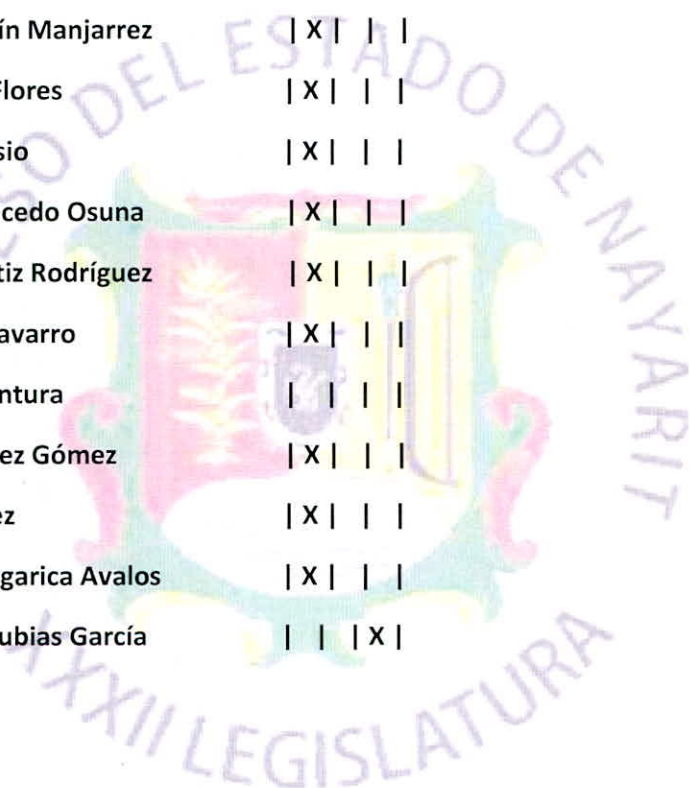 ín Manjarrez | X | | |
Flores | X | | |
sio | X | | |
cedo Osuna | X | | |
tiz Rodríguez | X | | |
avarro | X | | |
ntura | | | |
ez Gómez | X | | |
ez | X | | |
garica Avalos | X | | |
ubias García | | | X |
ESO DEL ESTADO DE NAYARIT
XXXII LEGISLATURA